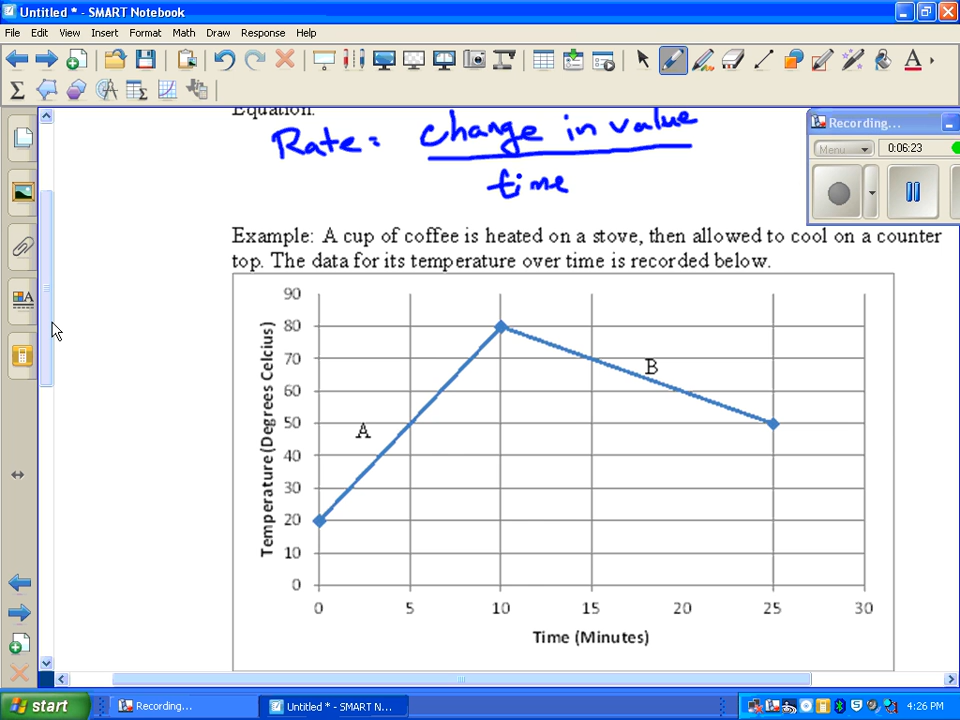 Untitled * - SMART Notebook
File Edit View Insert Format Math Draw Response Help
Equation:
Rate = change in value
time
Recording...
Menu 0:06:23
Example: A cup of coffee is heated on a stove, then allowed to cool on a counter
top. The data for its temperature over time is recorded below.
Temperature (Degrees Celcius)
90
80
70
60
50
40
30
20
10
0
A
B
0 5 10 15 20 25 30
Time (Minutes)
start Recording... Untitled * - SMART N... 4:26 PM